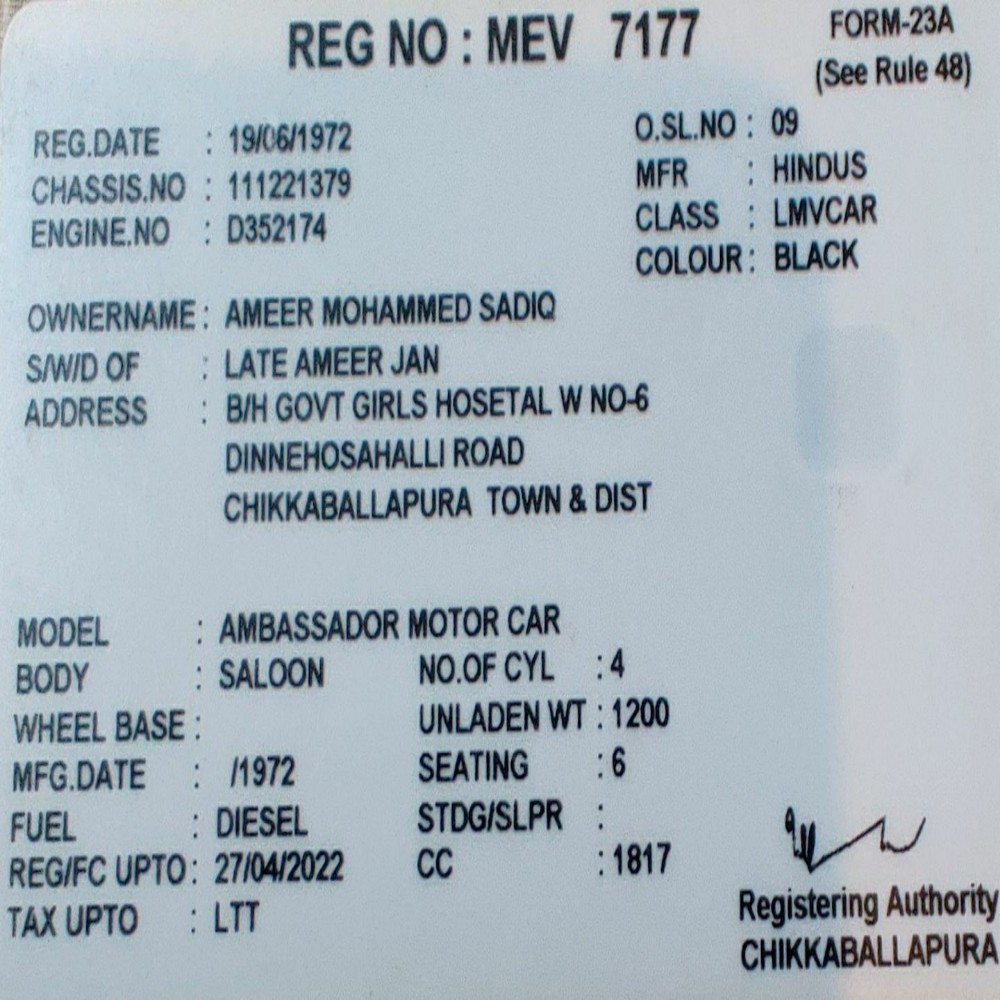 REG NO : MEV 7177
FORM-23A
(See Rule 48)
REG.DATE : 19/06/1972
CHASSIS.NO : 111221379
ENGINE.NO : D352174
O.SL.NO : 09
MFR : HINDUS
CLASS : LMVCAR
COLOUR : BLACK
OWNERNAME : AMEER MOHAMMED SADIQ
S/W/D OF : LATE AMEER JAN
ADDRESS : B/H GOVT GIRLS HOSETAL W NO-6
DINNEHOSAHALLI ROAD
CHIKKABALLAPURA TOWN & DIST
MODEL : AMBASSADOR MOTOR CAR
BODY : SALOON NO.OF CYL : 4
WHEEL BASE : UNLADEN WT : 1200
MFG.DATE : /1972 SEATING : 6
FUEL : DIESEL STDG/SLPR :
REG/FC UPTO : 27/04/2022 CC : 1817
TAX UPTO : LTT
Registering Authority
CHIKKABALLAPURA